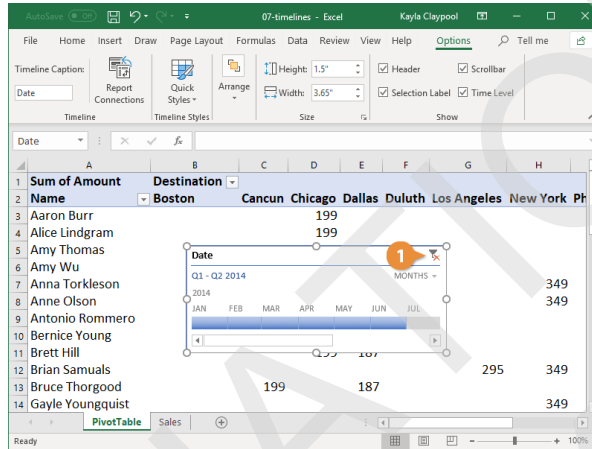 AutoSave Off 07-timelines - Excel Kayla Claypool
File Home Insert Draw Page Layout Formulas Data Review View Help Options Tell me
Timeline Caption:
Date
Report Connections
Quick Styles
Arrange
Height: 1.5"
Width: 3.65"
Header Scrollbar
Selection Label Time Level
Timeline Timeline Styles Size Show
Date fx
A B C D E F G H
1 Sum of Amount Destination
2 Name Boston Cancun Chicago Dallas Duluth Los Angeles New York Ph
3 Aaron Burr 199
4 Alice Lindgram 199
5 Amy Thomas
6 Amy Wu
7 Anna Torkleson 349
8 Anne Olson 349
9 Antonio Rommero
10 Bernice Young
11 Brett Hill 199 187
12 Brian Samuals 295 349
13 Bruce Thorgood 199 187
14 Gayle Youngquist 349
Date 1
Q1 - Q2 2014 MONTHS
2014
JAN FEB MAR APR MAY JUN JUL
PivotTable Sales
Ready 100%